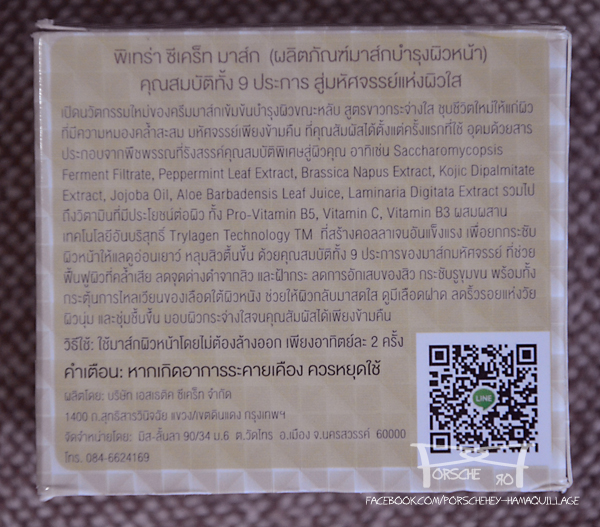 พิเทร่า ซีเคร็ท มาส์ก (ผลิตภัณฑ์มาส์กบำรุงผิวหน้า)
คุณสมบัติทั้ง 9 ประการ สู่มหัศจรรย์แห่งผิวใส
เปิดนวัตกรรมใหม่ของครีมมาส์กเข้มข้นบำรุงผิวขณะหลับ สูตรขาวกระจ่างใส ชุบชีวิตใหม่ให้แก่ผิว
ที่มีความหมองคล้ำสะสม มหัศจรรย์เพียงข้ามคืน ที่คุณสัมผัสได้ตั้งแต่ครั้งแรกที่ใช้ อุดมด้วยสาร
ประกอบจากพืชพรรณที่รังสรรค์คุณสมบัติพิเศษสู่ผิวคุณ อาทิเช่น Saccharomycopsis
Ferment Filtrate, Peppermint Leaf Extract, Brassica Napus Extract, Kojic Dipalmitate
Extract, Jojoba Oil, Aloe Barbadensis Leaf Juice, Laminaria Digitata Extract รวมไป
ถึงวิตามินที่มีประโยชน์ต่อผิว ทั้ง Pro-Vitamin B5, Vitamin C, Vitamin B3 ผสมผสาน
เทคโนโลยีอันบริสุทธิ์ Trylagen Technology TM ที่สร้างคอลลาเจนอันแข็งแรง เพื่อยกกระชับ
ผิวหน้าให้แลดูอ่อนเยาว์ หลุมสิวตื้นขึ้น ด้วยคุณสมบัติทั้ง 9 ประการของมาส์กมหัศจรรย์ ที่ช่วย
ฟื้นฟูผิวที่คล้ำเสีย ลดจุดด่างดำจากสิว และฝ้ากระ ลดการอักเสบของสิว กระชับรูขุมขน พร้อมทั้ง
กระตุ้นการไหลเวียนของเลือดใต้ผิวหนัง ช่วยให้ผิวกลับมาสดใส ดูมีเลือดฝาด ลดริ้วรอยแห่งวัย
ผิวนุ่ม และชุ่มชื้นขึ้น มอบผิวกระจ่างใสจนคุณสัมผัสได้เพียงข้ามคืน
วิธีใช้: ใช้มาส์กผิวหน้าโดยไม่ต้องล้างออก เพียงอาทิตย์ละ 2 ครั้ง
คำเตือน: หากเกิดอาการระคายเคือง ควรหยุดใช้
ผลิตโดย: บริษัท เอสเธติค ซีเคร็ท จำกัด
1400 ถ.สุทธิสารวินิจฉัย แขวง/เขตดินแดง กรุงเทพฯ
จัดจำหน่ายโดย: มิส-ลั้นลา 90/34 ม.6 ต.วัดไทร อ.เมือง จ.นครสวรรค์ 60000
โทร. 084-6624169
LINE
PORSCHE
FACEBOOK.COM/PORSCHEHEY-HAMAQUILLAGE